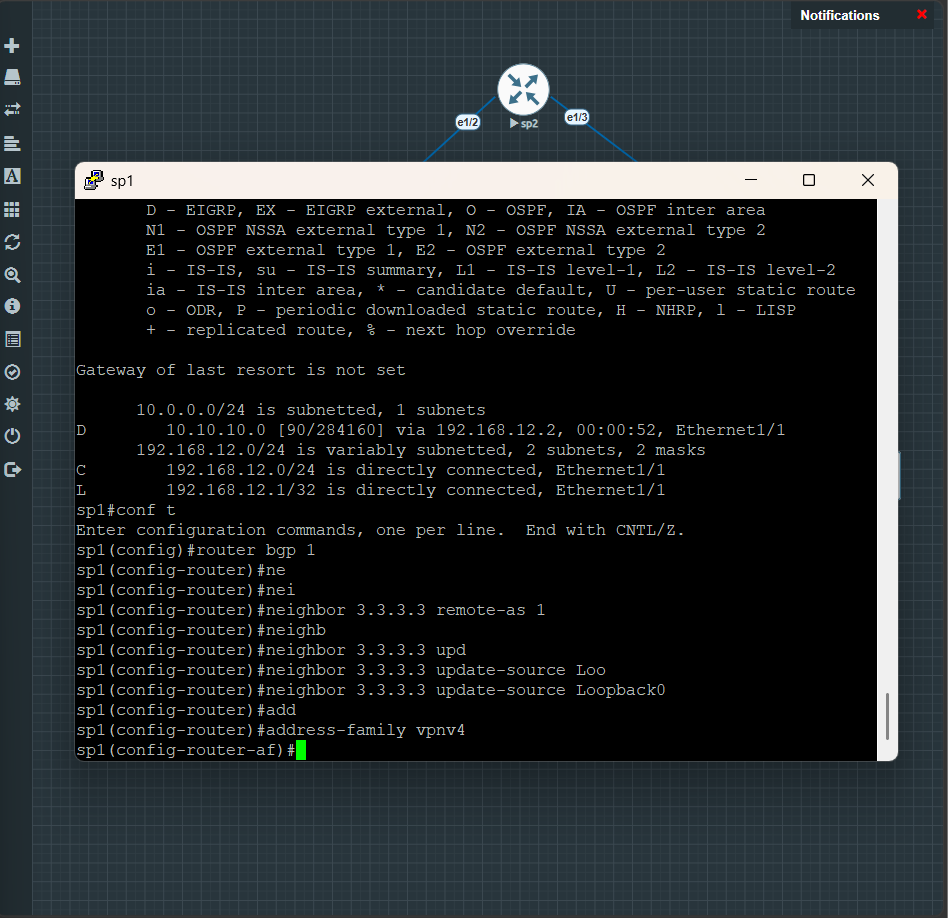 Notifications
e1/2
sp2
e1/3
sp1
D - EIGRP, EX - EIGRP external, O - OSPF, IA - OSPF inter area
N1 - OSPF NSSA external type 1, N2 - OSPF NSSA external type 2
E1 - OSPF external type 1, E2 - OSPF external type 2
i - IS-IS, su - IS-IS summary, L1 - IS-IS level-1, L2 - IS-IS level-2
ia - IS-IS inter area, * - candidate default, U - per-user static route
o - ODR, P - periodic downloaded static route, H - NHRP, l - LISP
+ - replicated route, % - next hop override
Gateway of last resort is not set
10.0.0.0/24 is subnetted, 1 subnets
D 10.10.10.0 [90/284160] via 192.168.12.2, 00:00:52, Ethernet1/1
192.168.12.0/24 is variably subnetted, 2 subnets, 2 masks
C 192.168.12.0/24 is directly connected, Ethernet1/1
L 192.168.12.1/32 is directly connected, Ethernet1/1
sp1#conf t
Enter configuration commands, one per line. End with CNTL/Z.
sp1(config)#router bgp 1
sp1(config-router)#ne
sp1(config-router)#nei
sp1(config-router)#neighbor 3.3.3.3 remote-as 1
sp1(config-router)#neighb
sp1(config-router)#neighbor 3.3.3.3 upd
sp1(config-router)#neighbor 3.3.3.3 update-source Loo
sp1(config-router)#neighbor 3.3.3.3 update-source Loopback0
sp1(config-router)#add
sp1(config-router)#address-family vpnv4
sp1(config-router-af)#